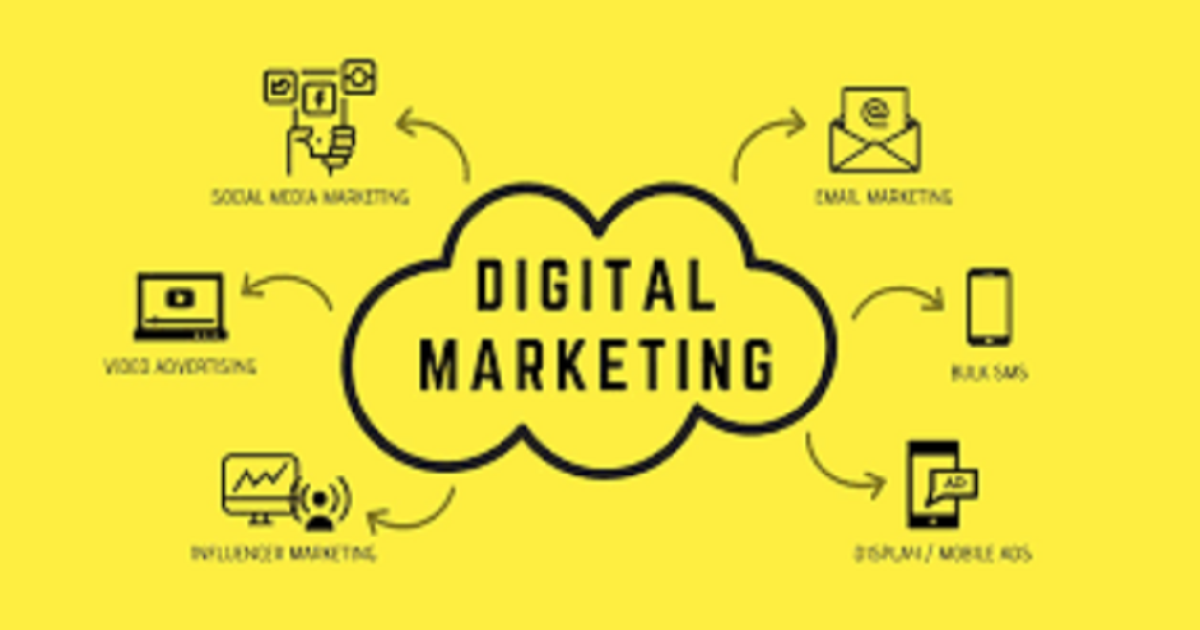 SOCIAL MEDIA MARKETING
EMAIL MARKETING
DIGITAL
MARKETING
VIDEO ADVERTISING
BULK SMS
AD
INFLUENCER MARKETING
DISPLAY / MOBILE ADS